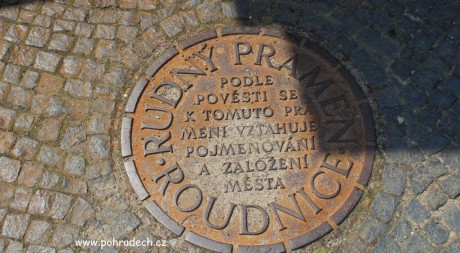 RUDNÝ PRAMEN
PODLE
POVĚSTI SE
K TOMUTO PRA
MENI VZTAHUJE
POJMENOVÁNÍ
A ZALOŽENÍ
MĚSTA
·ROUDNICE·
www.pohradech.cz